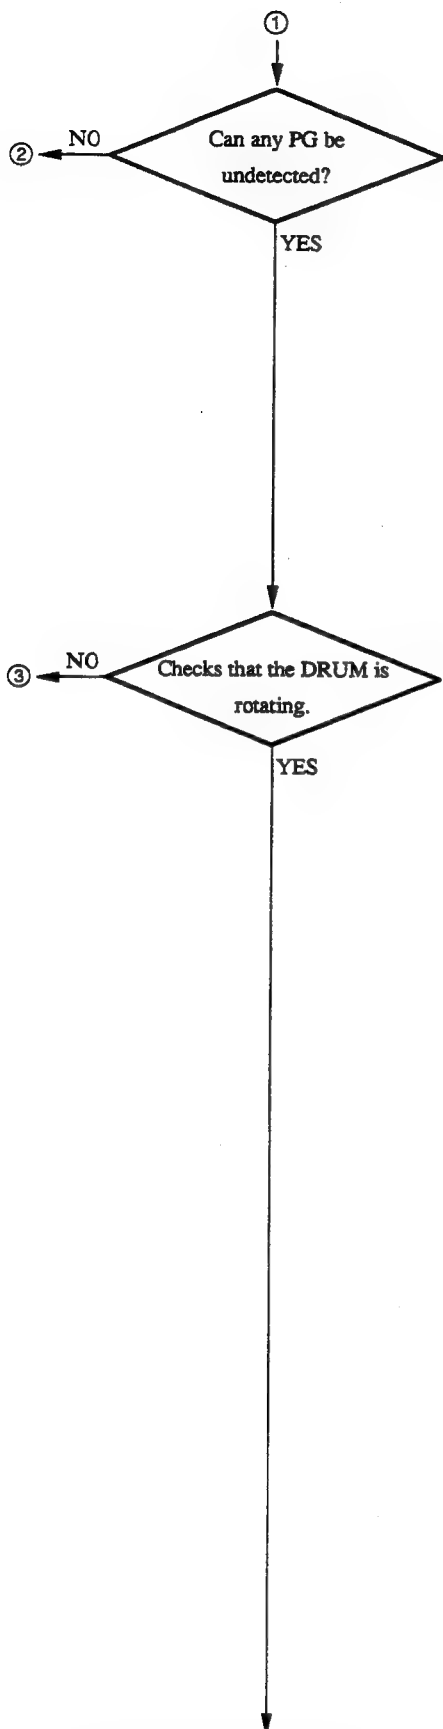 ①
Can any PG be
undetected?
NO
②
YES
Checks that the DRUM is
rotating.
NO
③
YES